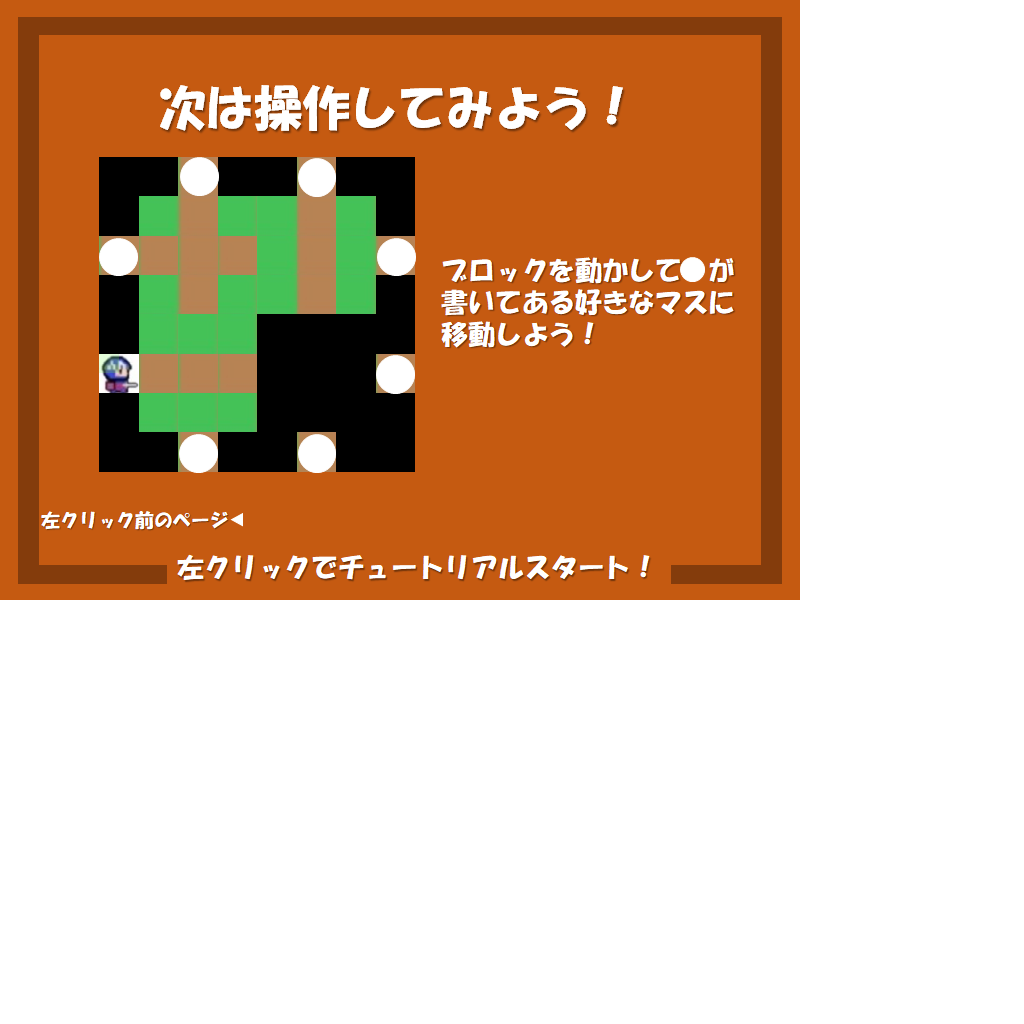 次は操作してみよう！
ブロックを動かして●が
書いてある好きなマスに
移動しよう！
左クリック前のページ◀
左クリックでチュートリアルスタート！